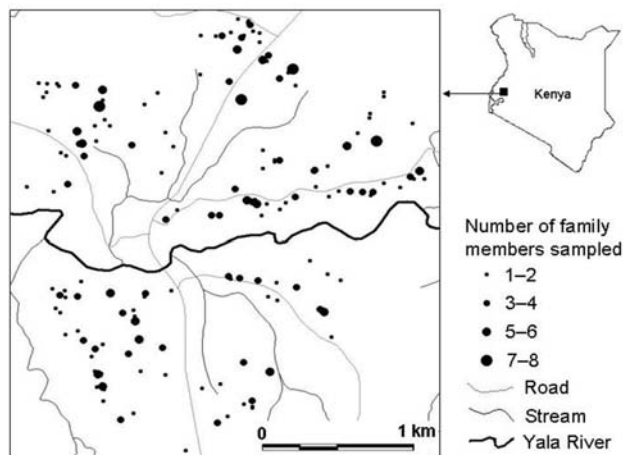 Kenya
Number of family
members sampled
1–2
3–4
5–6
7–8
Road
Stream
Yala River
0 1 km